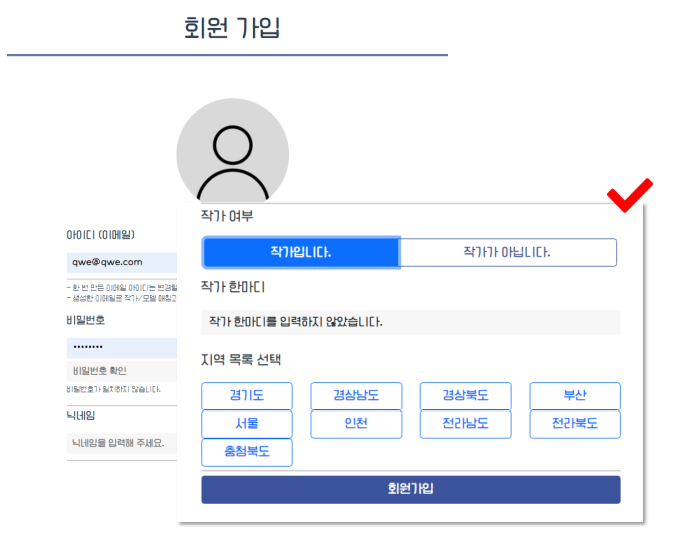 회원 가입
아이디 (이메일)
qwe@qwe.com
- 한 번 만든 이메일 아이디는 변경될
- 생성한 이메일로 작가/모델 매칭고
비밀번호
비밀번호 확인
비밀번호가 일치하지 않습니다.
닉네임
닉네임을 입력해 주세요.
작가 여부
작가입니다. 작가가 아닙니다.
작가 한마디
작가 한마디를 입력하지 않았습니다.
지역 목록 선택
경기도 경상남도 경상북도 부산
서울 인천 전라남도 전라북도
충청북도
회원가입